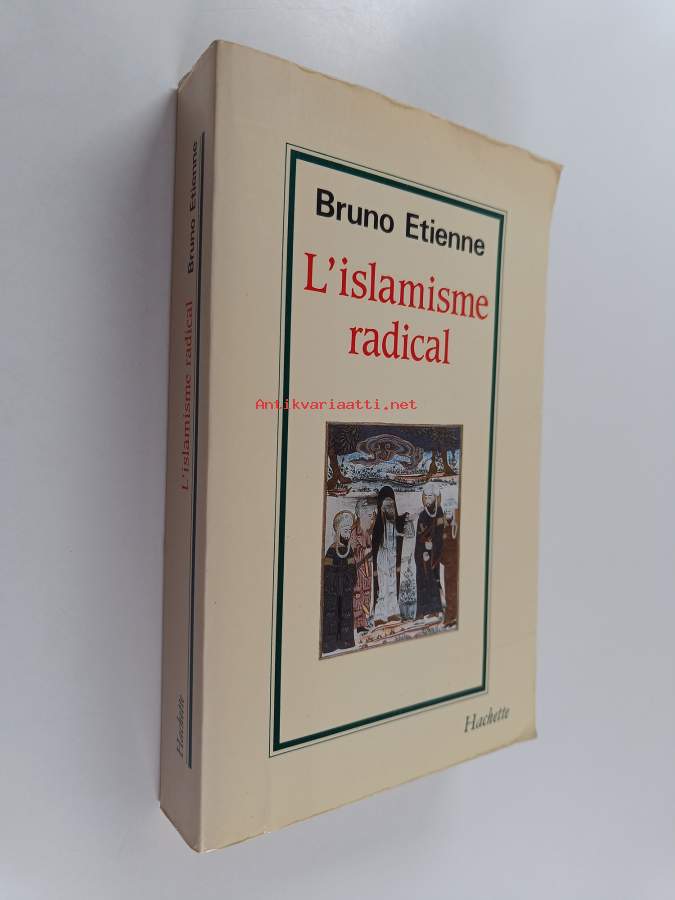 Bruno Etienne
L'islamisme
radical
Antikvariaatti.net
Hachette
Bruno Etienne
L'islamisme radical
Hachette